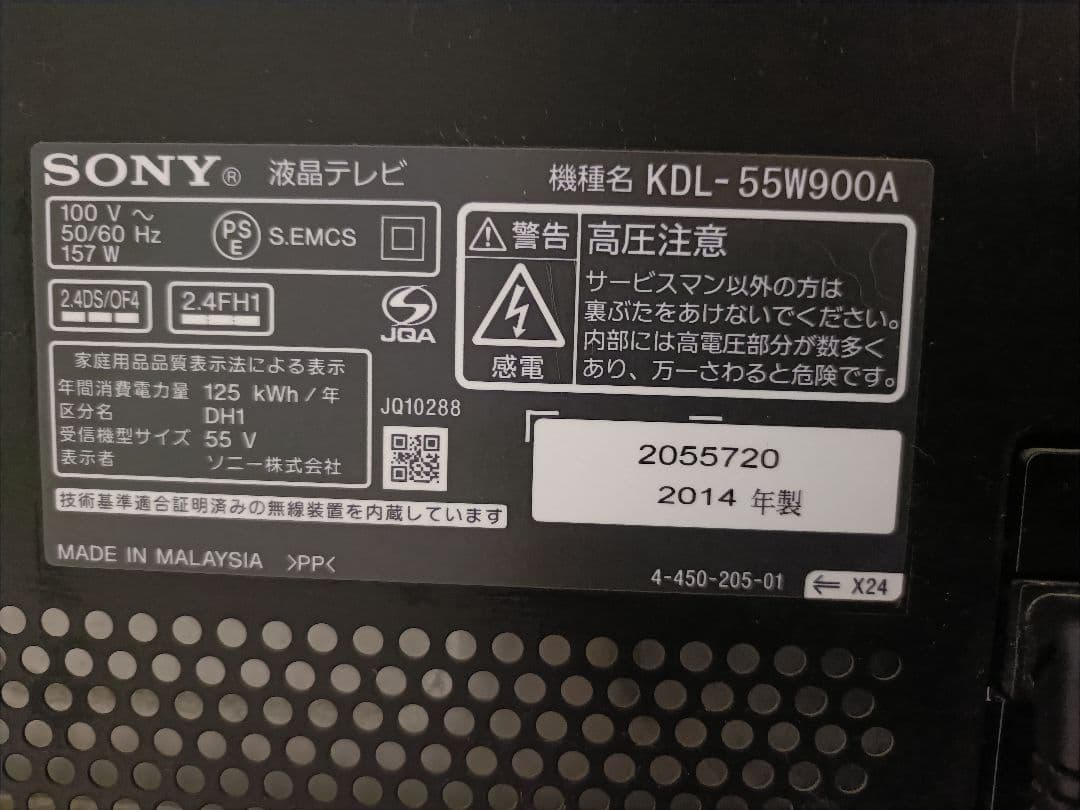 SONY® 液晶テレビ
機種名 KDL-55W900A
100 V ～
50/60 Hz
157 W
PS
E
S.EMCS
2.4DS/OF4
2.4FH1
JQA
警告
感電
高圧注意
サービスマン以外の方は
裏ぶたをあけないでください。
内部には高電圧部分が数多く
あり、万一さわると危険です。
家庭用品品質表示法による表示
年間消費電力量 125 kWh/年
区分名 DH1
受信機型サイズ 55 V
表示者 ソニー株式会社
JQ10288
2055720
2014 年製
技術基準適合証明済みの無線装置を内蔵しています
MADE IN MALAYSIA >PP<
4-450-205-01
⇐ X24